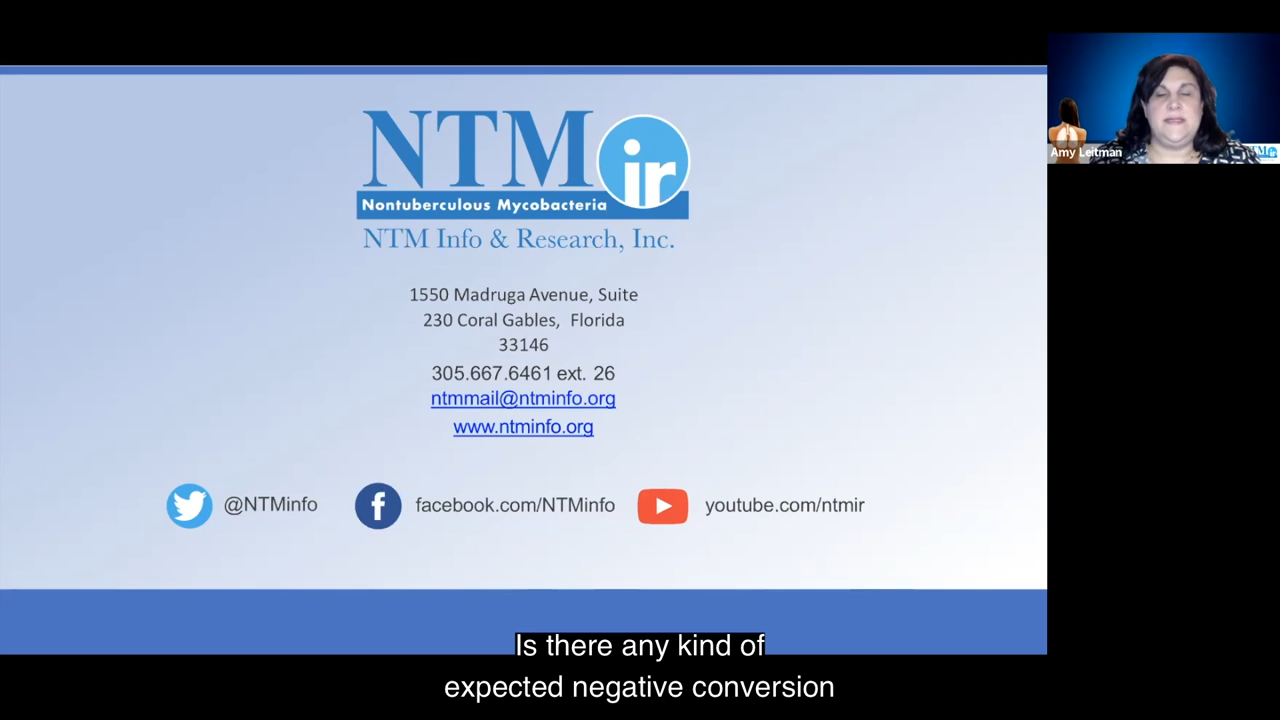 NTM ir
Nontuberculous Mycobacteria
NTM Info & Research, Inc.
1550 Madruga Avenue, Suite
230 Coral Gables, Florida
33146
305.667.6461 ext. 26
ntmmail@ntminfo.org
www.ntminfo.org
@NTMinfo
facebook.com/NTMinfo
youtube.com/ntmir
Amy Leitman
Is there any kind of
expected negative conversion